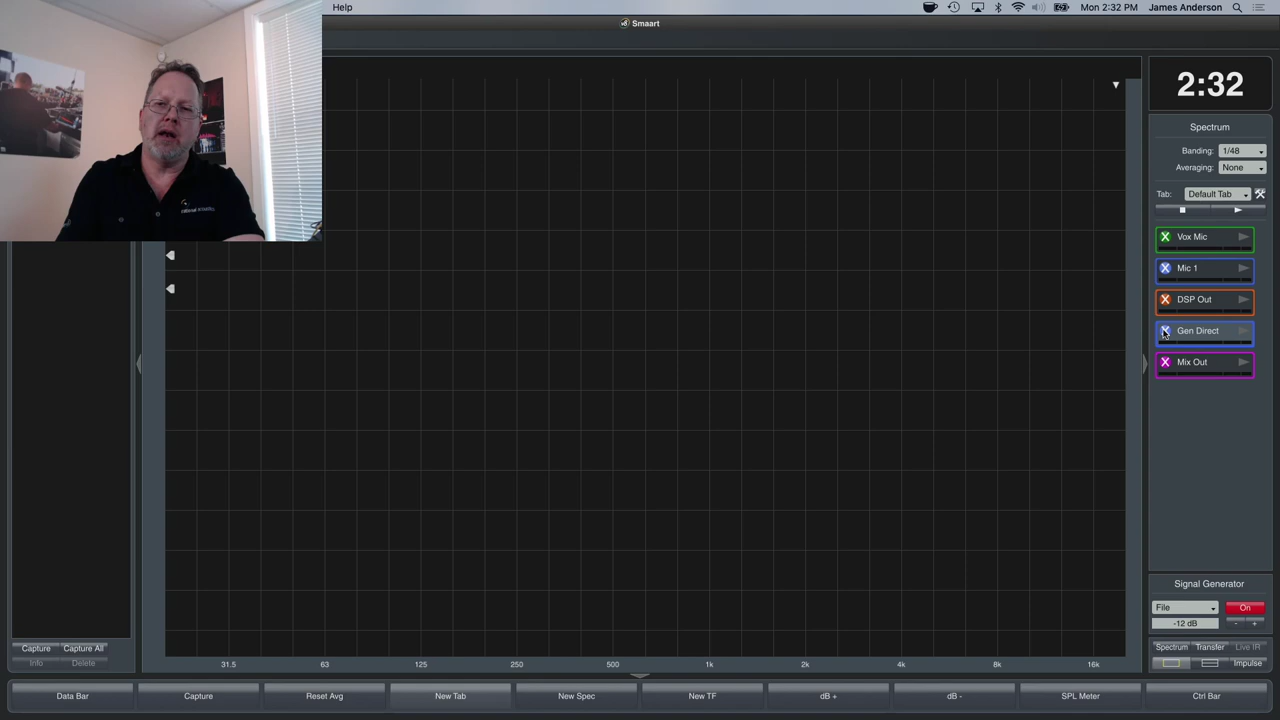 Help
Mon 2:32 PM
James Anderson
Smaart
2:32
Spectrum
Banding: 1/48
Averaging: None
Tab: Default Tab
Vox Mic
Mic 1
DSP Out
Gen Direct
Mix Out
Signal Generator
File
On
-12 dB
- +
Spectrum Transfer Live IR
Impulse
Capture Capture All
Info Delete
31.5 63 125 250 500 1k 2k 4k 8k 16k
Data Bar Capture Reset Avg New Tab New Spec New TF dB + dB - SPL Meter Ctrl Bar